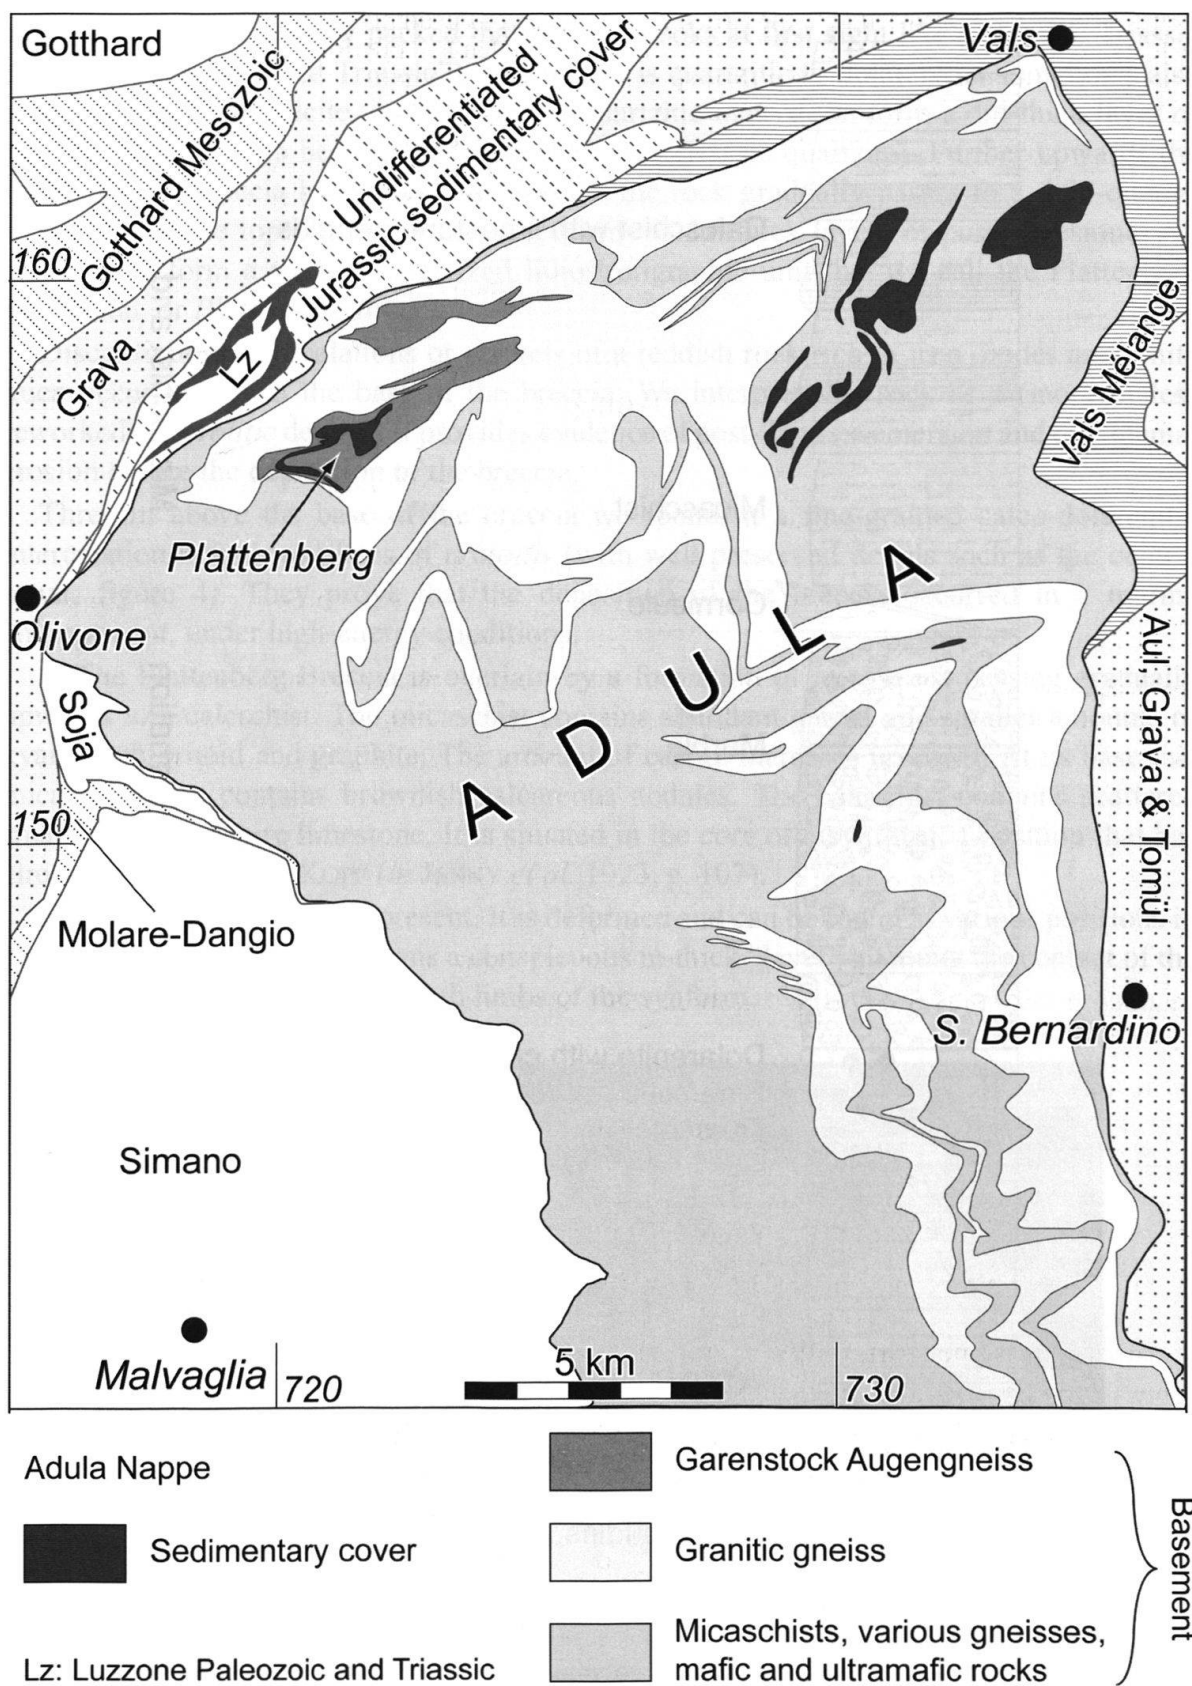 Gotthard
Vals
Gotthard Mesozoic
Undifferentiated
Jurassic sedimentary cover
160
Grava
Lz
Vals Mélange
Plattenberg
Olivone
ADULA
Soja
Aul, Grava & Tomül
150
Molare-Dangio
S. Bernardino
Simano
Malvaglia
720
5 km
730
Adula Nappe
Sedimentary cover
Lz: Luzzone Paleozoic and Triassic
Garenstock Augengneiss
Granitic gneiss
Micaschists, various gneisses,
mafic and ultramafic rocks
Basement